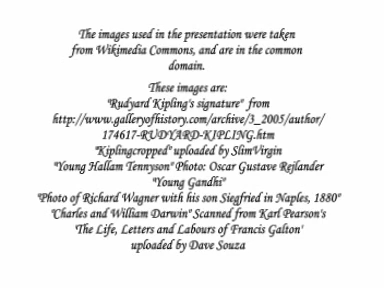 The images used in the presentation were taken
from Wikimedia Commons, and are in the common
domain.
These images are:
"Rudyard Kipling's signature" from
http://www.galleryofhistory.com/archive/3_2005/author/
174617-RUDYARD-KIPLING.htm
"Kiplingcropped" uploaded by SlimVirgin
"Young Hallam Tennyson" Photo: Oscar Gustave Rejlander
"Young Gandhi"
"Photo of Richard Wagner with his son Siegfried in Naples, 1880"
"Charles and William Darwin" Scanned from Karl Pearson's
The Life, Letters and Labours of Francis Galton'
uploaded by Dave Souza